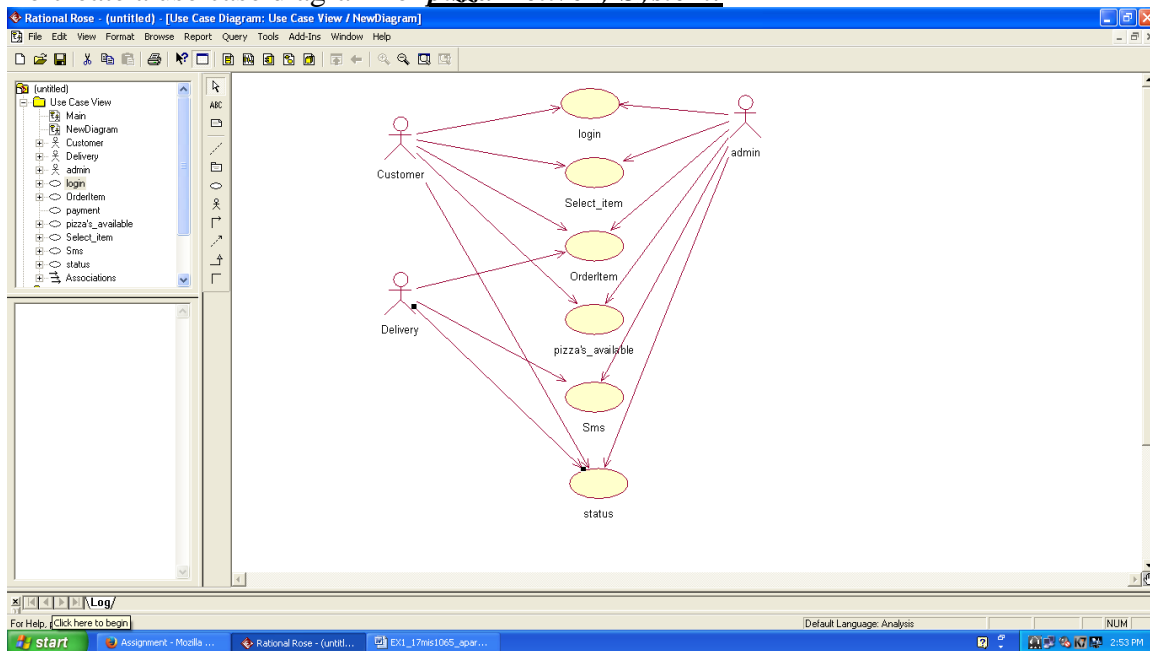 Rational Rose - (untitled) - [Use Case Diagram: Use Case View / NewDiagram]
File Edit View Format Browse Report Query Tools Add-Ins Window Help
(untitled)
Use Case View
Main
NewDiagram
Customer
Delivery
admin
login
OrderItem
payment
pizza's_available
Select_item
Sms
status
Associations
ABC
login
admin
Customer
Select_item
OrderItem
Delivery
pizza's_available
Sms
status
Log
For Help,
Click here to begin
Default Language: Analysis
NUM
start
Assignment - Mozilla ...
Rational Rose - (untitl...
EX1_17mis1065_apar...
2:53 PM